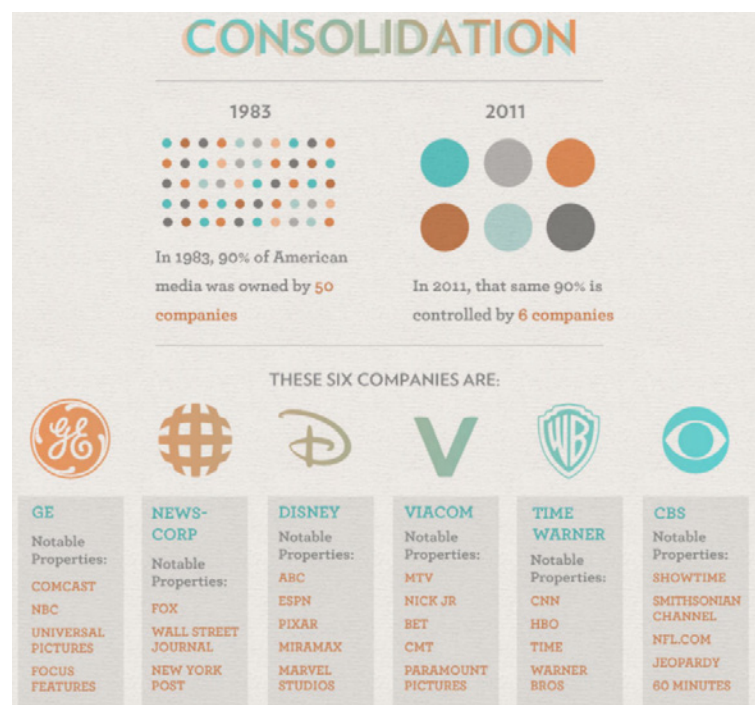 CONSOLIDATION
1983
In 1983, 90% of American
media was owned by 50
companies
2011
In 2011, that same 90% is
controlled by 6 companies
THESE SIX COMPANIES ARE:
GE
D
V
WB
GE
Notable
Properties:
COMCAST
NBC
UNIVERSAL
PICTURES
FOCUS
FEATURES
NEWS-
CORP
Notable
Properties:
FOX
WALL STREET
JOURNAL
NEW YORK
POST
DISNEY
Notable
Properties:
ABC
ESPN
PIXAR
MIRAMAX
MARVEL
STUDIOS
VIACOM
Notable
Properties:
MTV
NICK JR
BET
CMT
PARAMOUNT
PICTURES
TIME
WARNER
Notable
Properties:
CNN
HBO
TIME
WARNER
BROS
CBS
Notable
Properties:
SHOWTIME
SMITHSONIAN
CHANNEL
NFL.COM
JEOPARDY
60 MINUTES